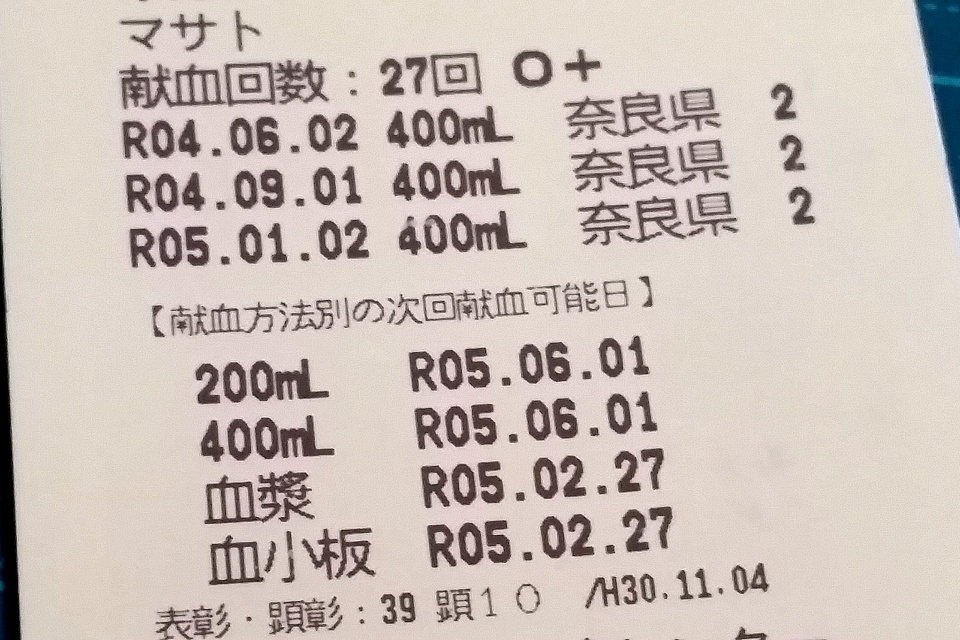 マサト
献血回数：27回 O+
R04.06.02 400mL 奈良県 2
R04.09.01 400mL 奈良県 2
R05.01.02 400mL 奈良県 2
【献血方法別の次回献血可能日】
200mL R05.06.01
400mL R05.06.01
血漿 R05.02.27
血小板 R05.02.27
表彰・顕彰：39 顕10 /H30.11.04